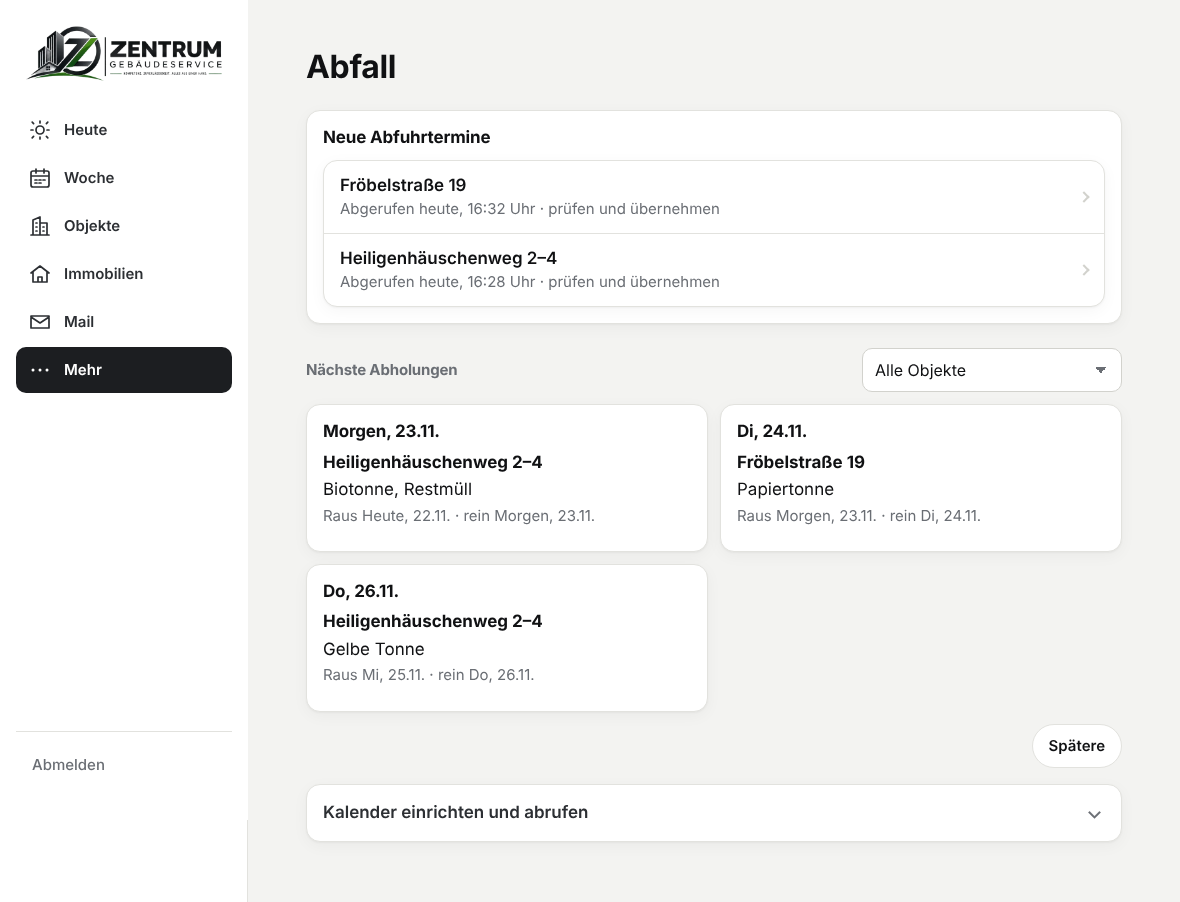 ZENTRUM
GEBÄUDESERVICE
Heute
Woche
Objekte
Immobilien
Mail
Mehr
Abmelden
Abfall
Neue Abfuhrtermine
Fröbelstraße 19
Abgerufen heute, 16:32 Uhr · prüfen und übernehmen
Heiligenhäuschenweg 2–4
Abgerufen heute, 16:28 Uhr · prüfen und übernehmen
Nächste Abholungen
Alle Objekte
Morgen, 23.11.
Heiligenhäuschenweg 2–4
Biotonne, Restmüll
Raus Heute, 22.11. · rein Morgen, 23.11.
Di, 24.11.
Fröbelstraße 19
Papiertonne
Raus Morgen, 23.11. · rein Di, 24.11.
Do, 26.11.
Heiligenhäuschenweg 2–4
Gelbe Tonne
Raus Mi, 25.11. · rein Do, 26.11.
Spätere
Kalender einrichten und abrufen